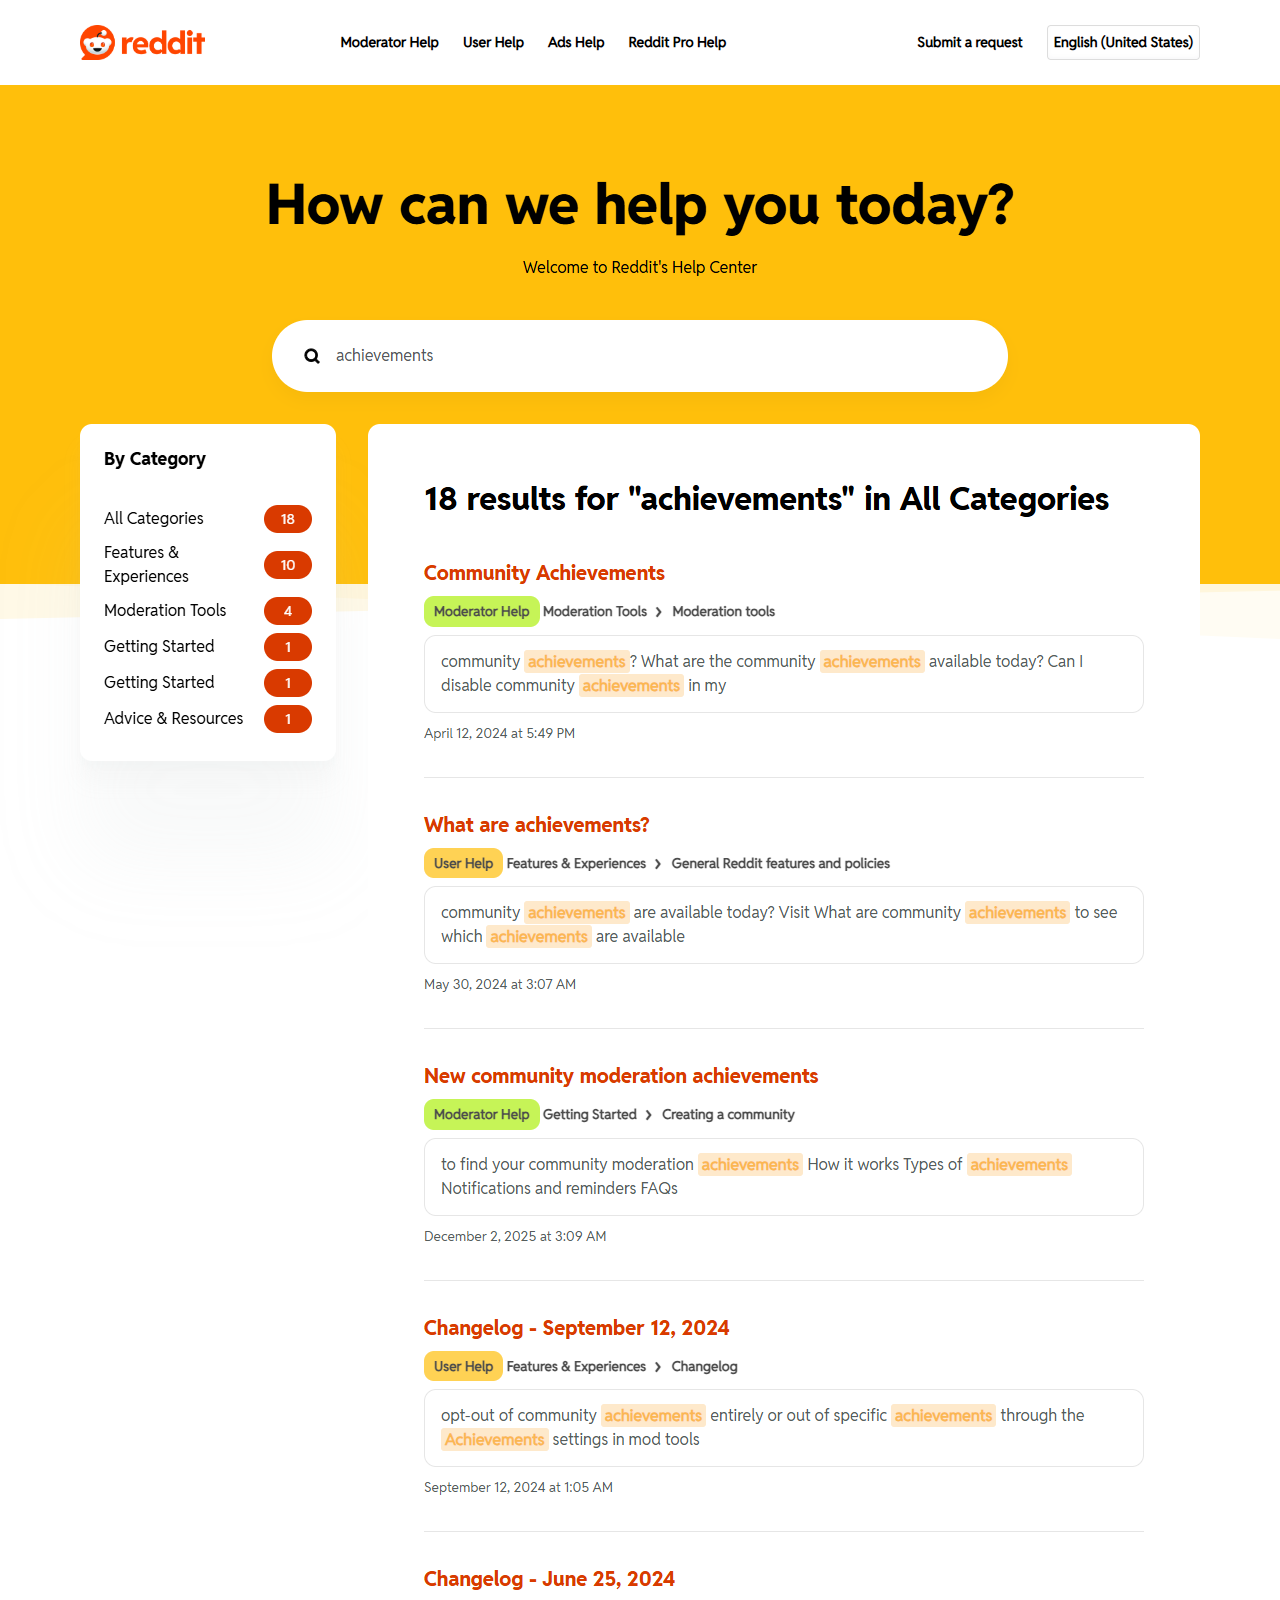 reddit
Moderator Help User Help Ads Help Reddit Pro Help
Submit a request English (United States)
How can we help you today?
Welcome to Reddit's Help Center
achievements
By Category
All Categories 18
Features &
Experiences 10
Moderation Tools 4
Getting Started 1
Getting Started 1
Advice & Resources 1
18 results for "achievements" in All Categories
Community Achievements
Moderator Help Moderation Tools > Moderation tools
community achievements? What are the community achievements available today? Can I
disable community achievements in my
April 12, 2024 at 5:49 PM
What are achievements?
User Help Features & Experiences > General Reddit features and policies
community achievements are available today? Visit What are community achievements to see
which achievements are available
May 30, 2024 at 3:07 AM
New community moderation achievements
Moderator Help Getting Started > Creating a community
to find your community moderation achievements How it works Types of achievements
Notifications and reminders FAQs
December 2, 2025 at 3:09 AM
Changelog - September 12, 2024
User Help Features & Experiences > Changelog
opt-out of community achievements entirely or out of specific achievements through the
Achievements settings in mod tools
September 12, 2024 at 1:05 AM
Changelog - June 25, 2024